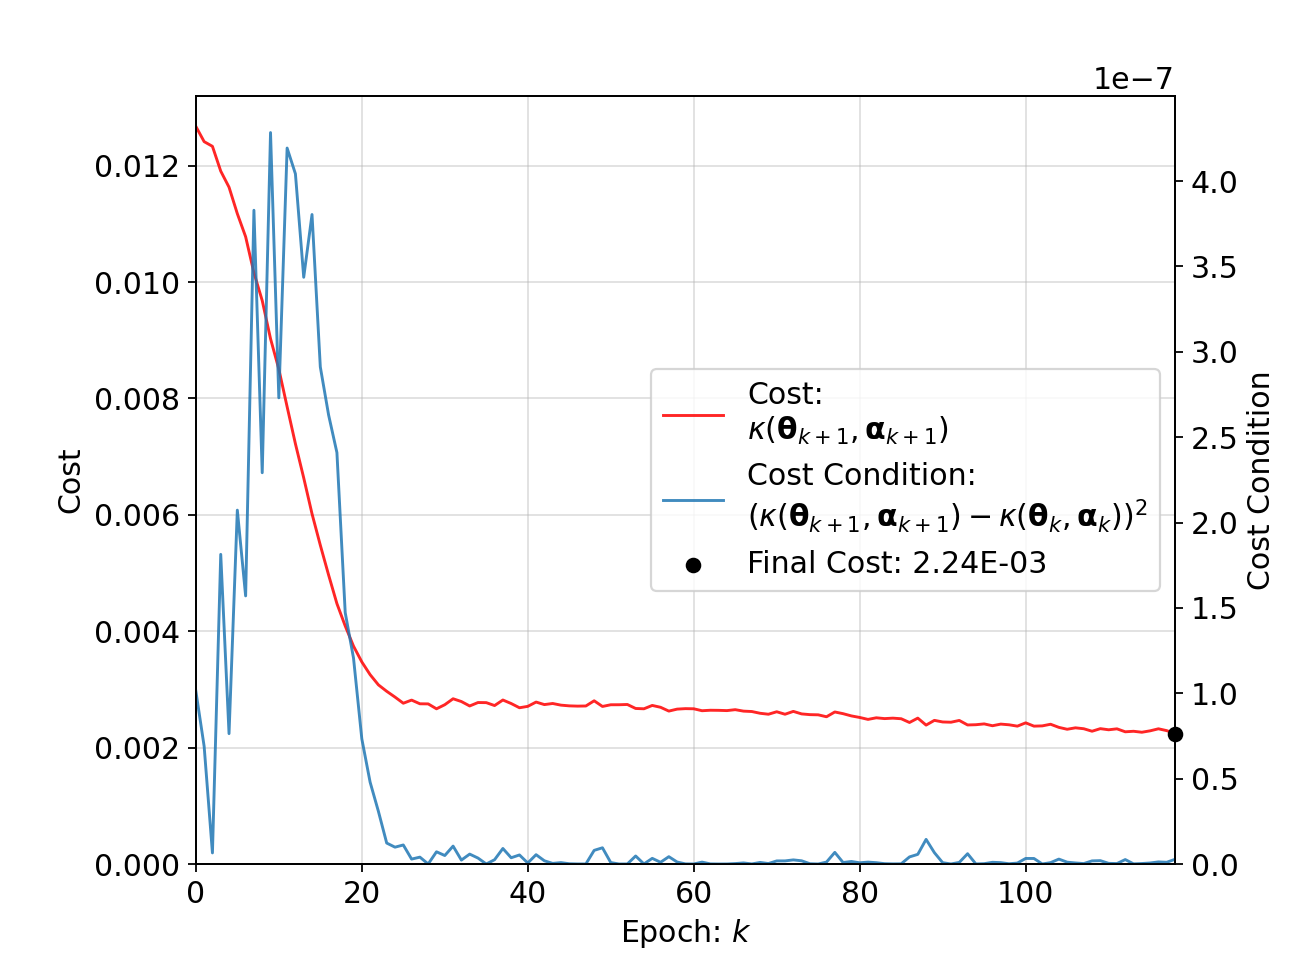 1e−7
0.012
0.010
0.008
0.006
0.004
0.002
0.000
Cost
4.0
3.5
3.0
2.5
2.0
1.5
1.0
0.5
0.0
Cost Condition
Cost:
κ(𝛉ₖ₊₁, 𝛂ₖ₊₁)
Cost Condition:
(κ(𝛉ₖ₊₁, 𝛂ₖ₊₁) − κ(𝛉ₖ, 𝛂ₖ))²
Final Cost: 2.24E-03
0 20 40 60 80 100
Epoch: k